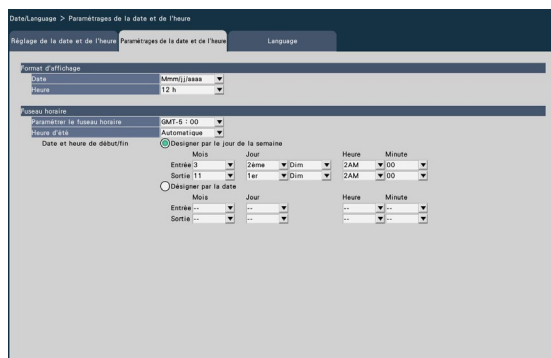 Date/Language > Paramétrages de la date et de l'heure
Réglage de la date et de l'heure Paramétrages de la date et de l'heure Language
Format d'affichage
Date Mmm/jj/aaaa
Heure 12 h
Fuseau horaire
Paramétrer le fuseau horaire GMT-5 : 00
Heure d'été Automatique
Date et heure de début/fin Designer par le jour de la semaine
Mois Jour Heure Minute
Entrée 3 2ème Dim 2AM 00
Sortie 11 1er Dim 2AM 00
Désigner par la date
Mois Jour Heure Minute
Entrée -- -- -- --
Sortie -- -- -- --